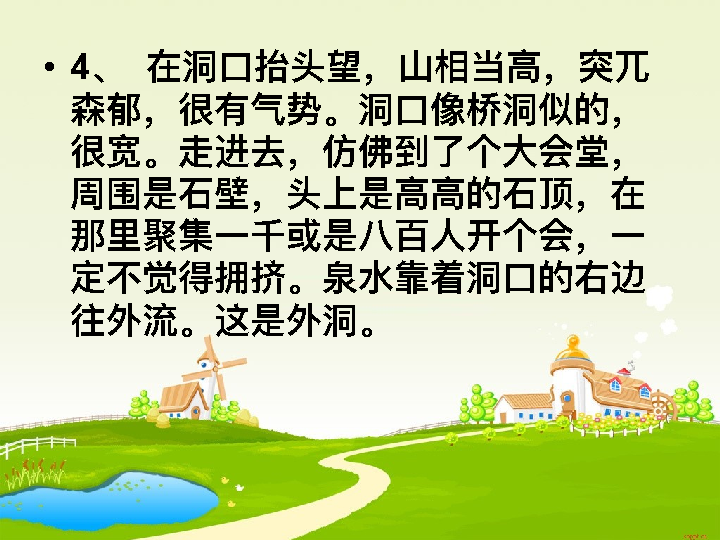 • 4、 在洞口抬头望，山相当高，突兀
森郁，很有气势。洞口像桥洞似的，
很宽。走进去，仿佛到了个大会堂，
周围是石壁，头上是高高的石顶，在
那里聚集一千或是八百人开个会，一
定不觉得拥挤。泉水靠着洞口的右边
往外流。这是外洞。